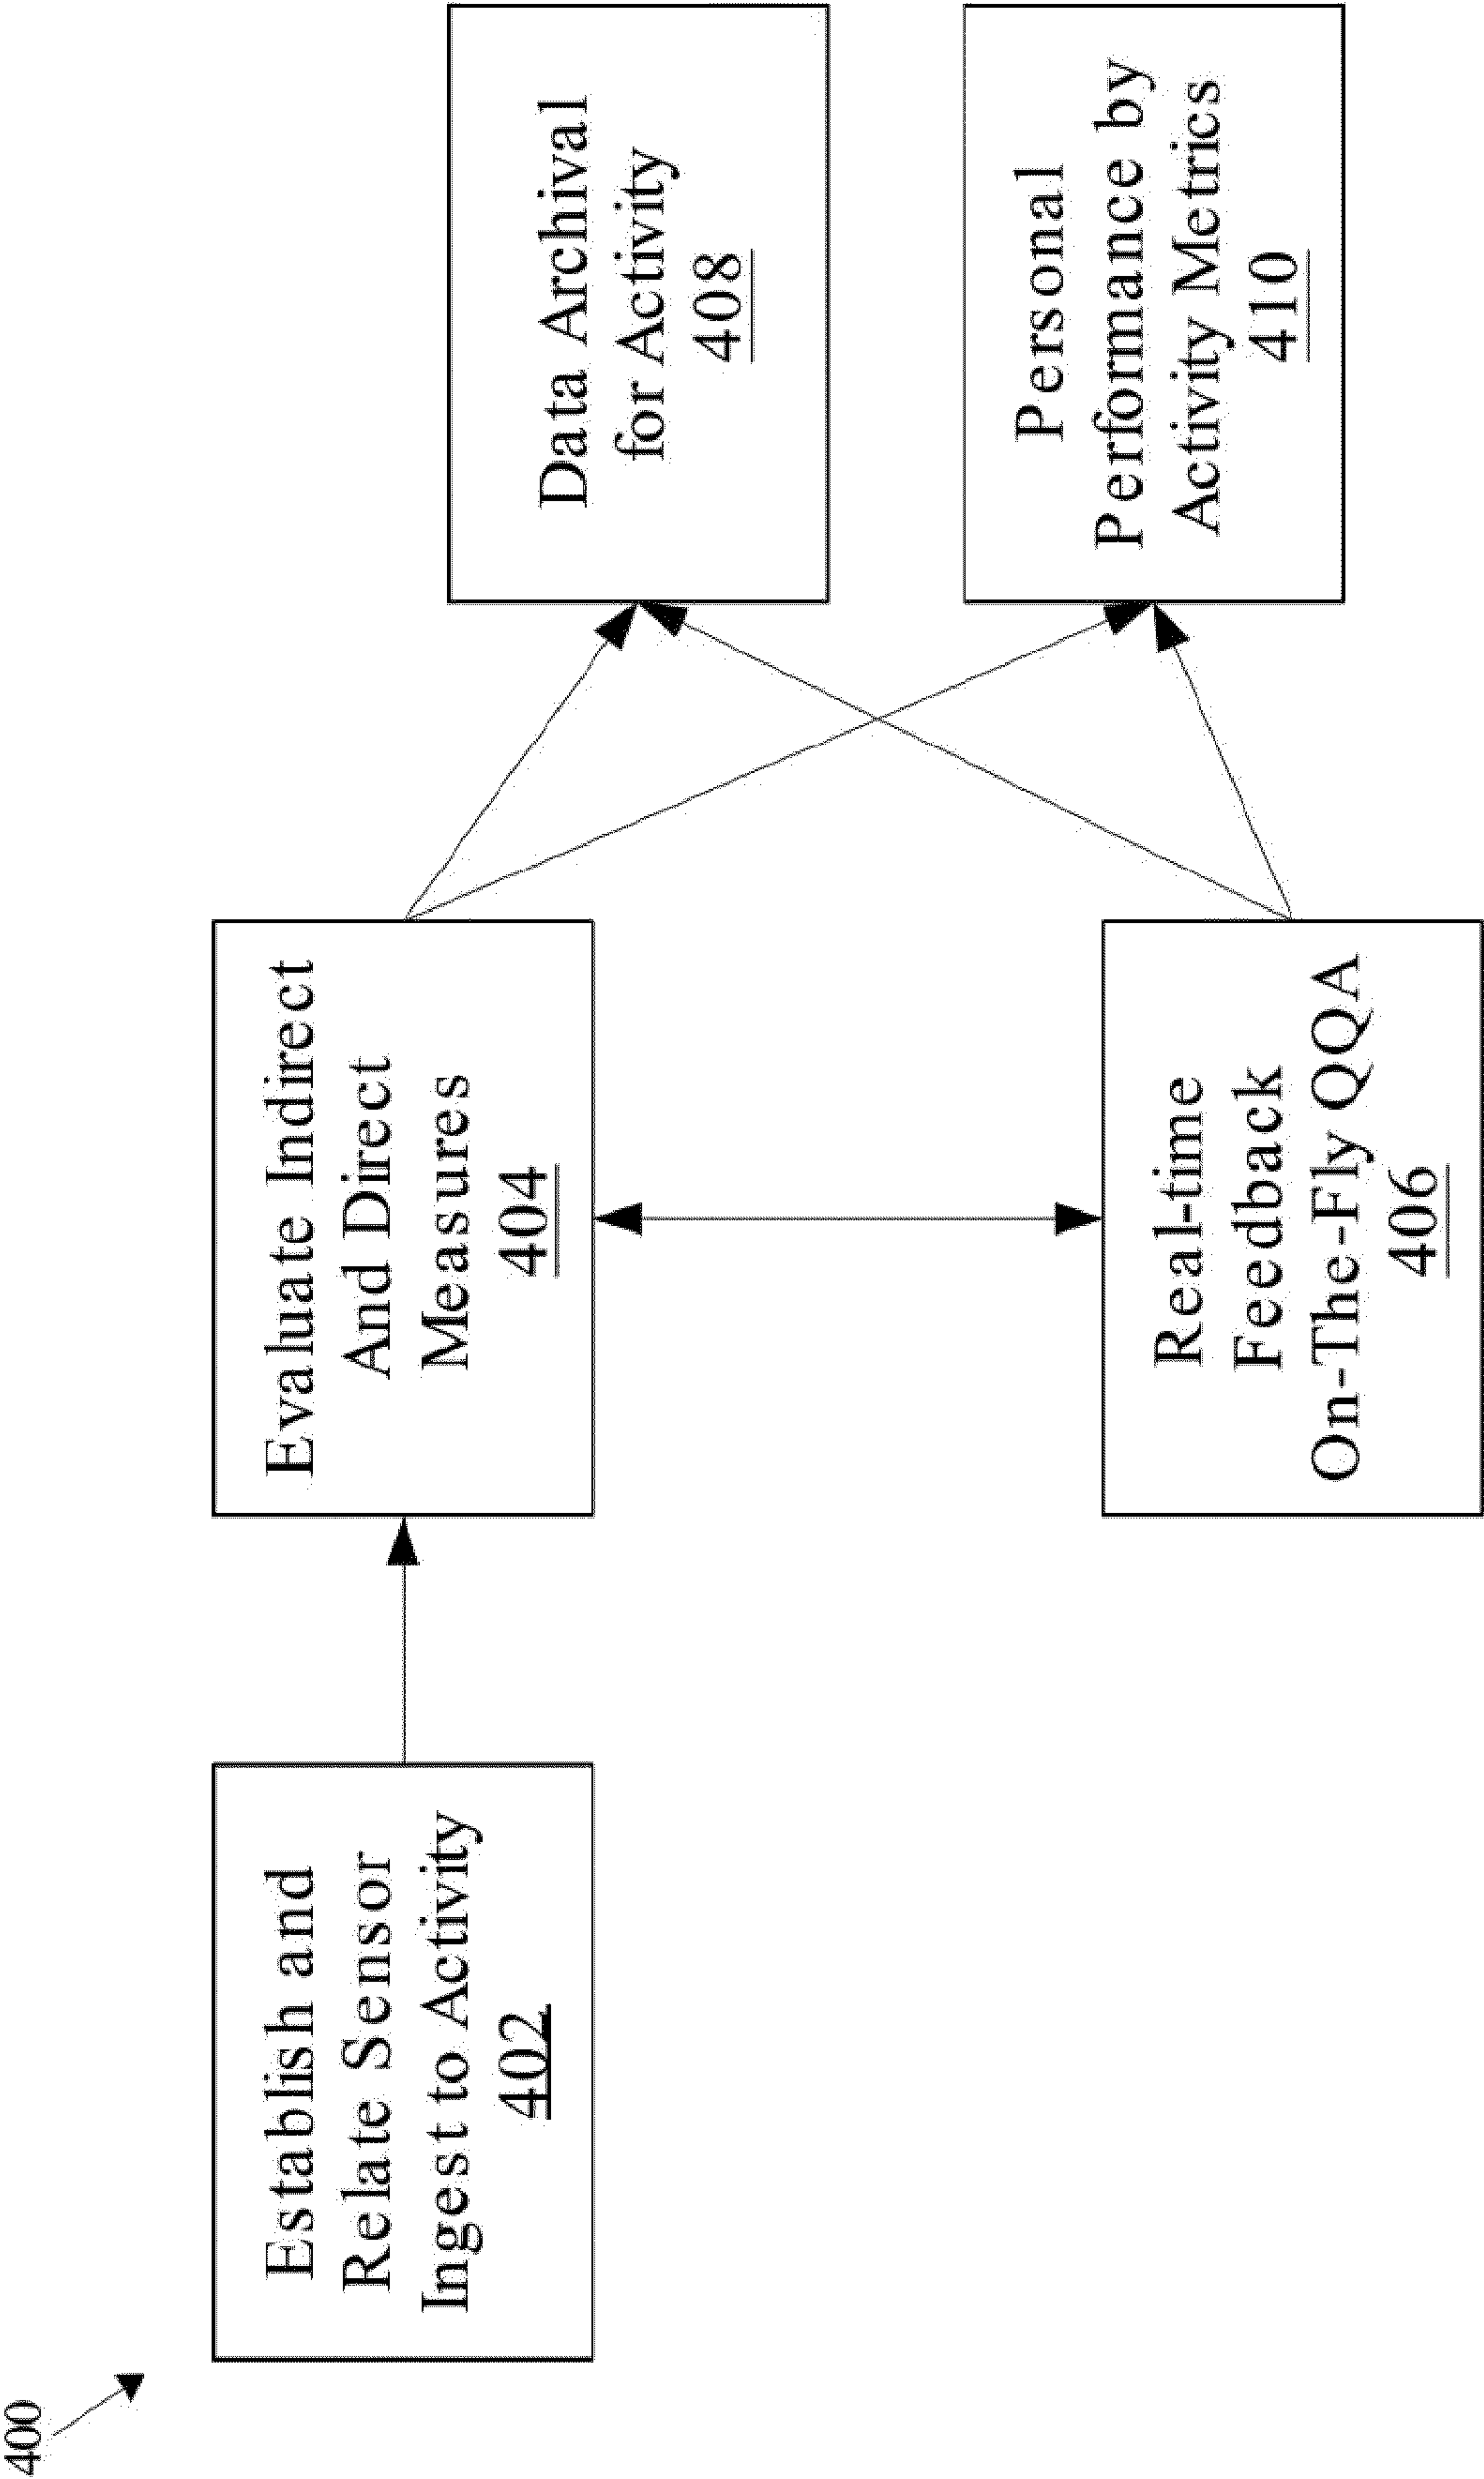 400
Establish and
Relate Sensor
Ingest to Activity
402
Evaluate Indirect
And Direct
Measures
404
Real-time
Feedback
On-The-Fly QQA
406
Data Archival
for Activity
408
Personal
Performance by
Activity Metrics
410